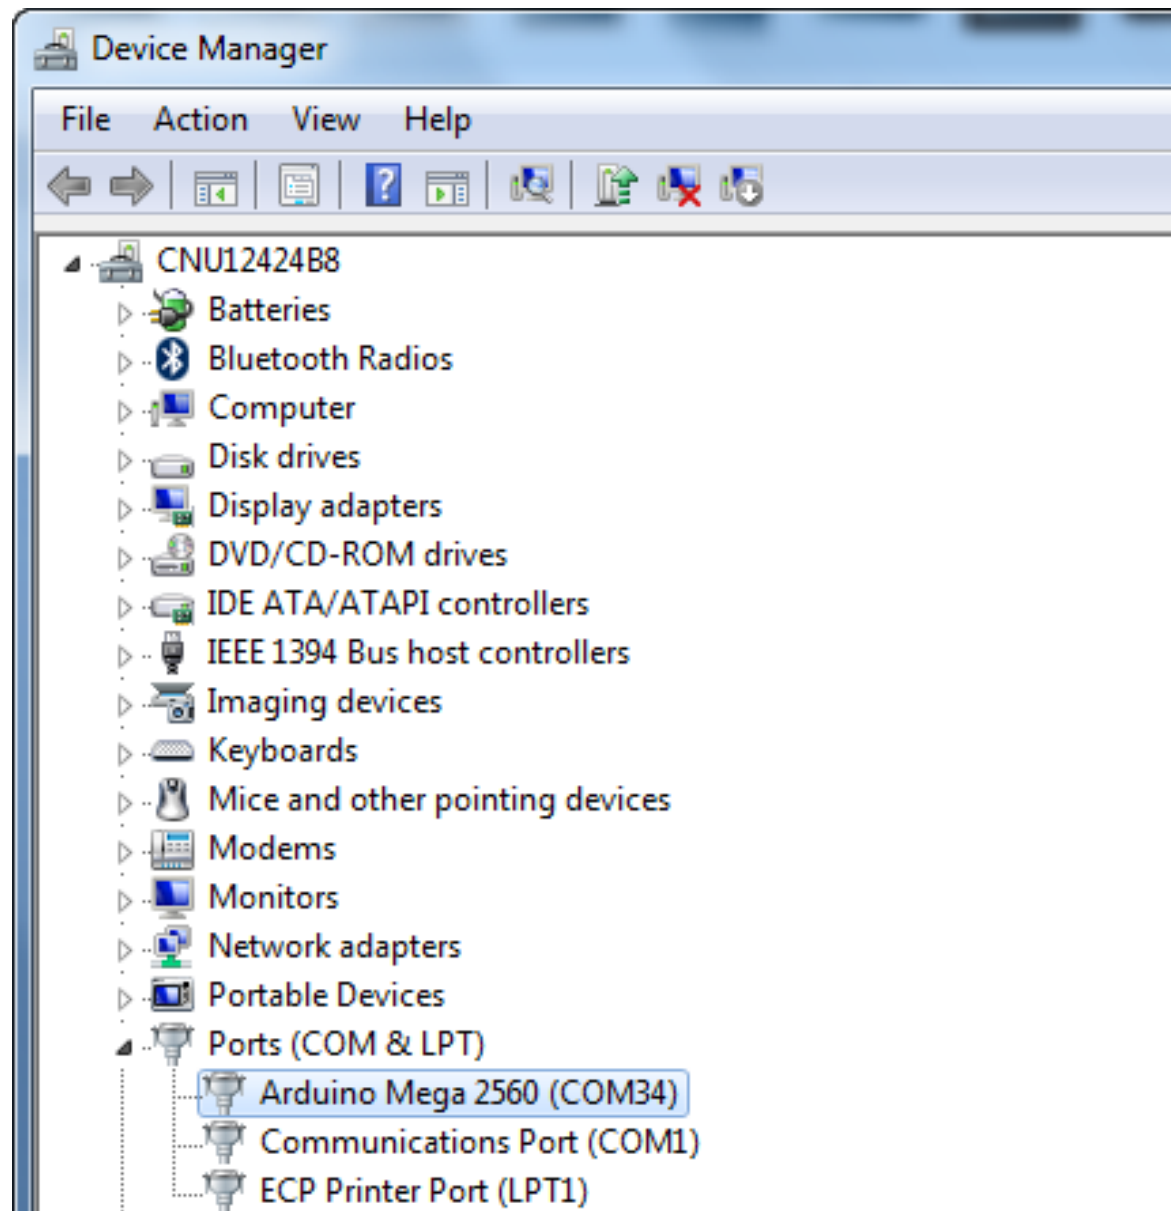 Device Manager
File Action View Help
CNU12424B8
Batteries
Bluetooth Radios
Computer
Disk drives
Display adapters
DVD/CD-ROM drives
IDE ATA/ATAPI controllers
IEEE 1394 Bus host controllers
Imaging devices
Keyboards
Mice and other pointing devices
Modems
Monitors
Network adapters
Portable Devices
Ports (COM & LPT)
Arduino Mega 2560 (COM34)
Communications Port (COM1)
ECP Printer Port (LPT1)